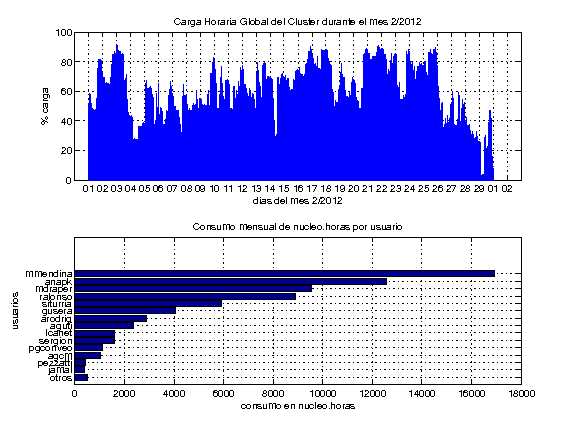 Carga Horaria Global del Cluster durante el mes 2/2012
100
80
60
40
20
0
% carga
01 02 03 04 05 06 07 08 09 10 11 12 13 14 15 16 17 18 19 20 21 22 23 24 25 26 27 28 29 01 02
dias del mes 2/2012
Consumo mensual de nucleo.horas por usuario
usuarios
mmendina
anapk
mdraper
ralonso
siturria
gusera
arodrig
aguti
lcanet
sergion
agcm
pezzatti
jamal
otros
0 2000 4000 6000 8000 10000 12000 14000 16000 18000
consumo en nucleo.horas